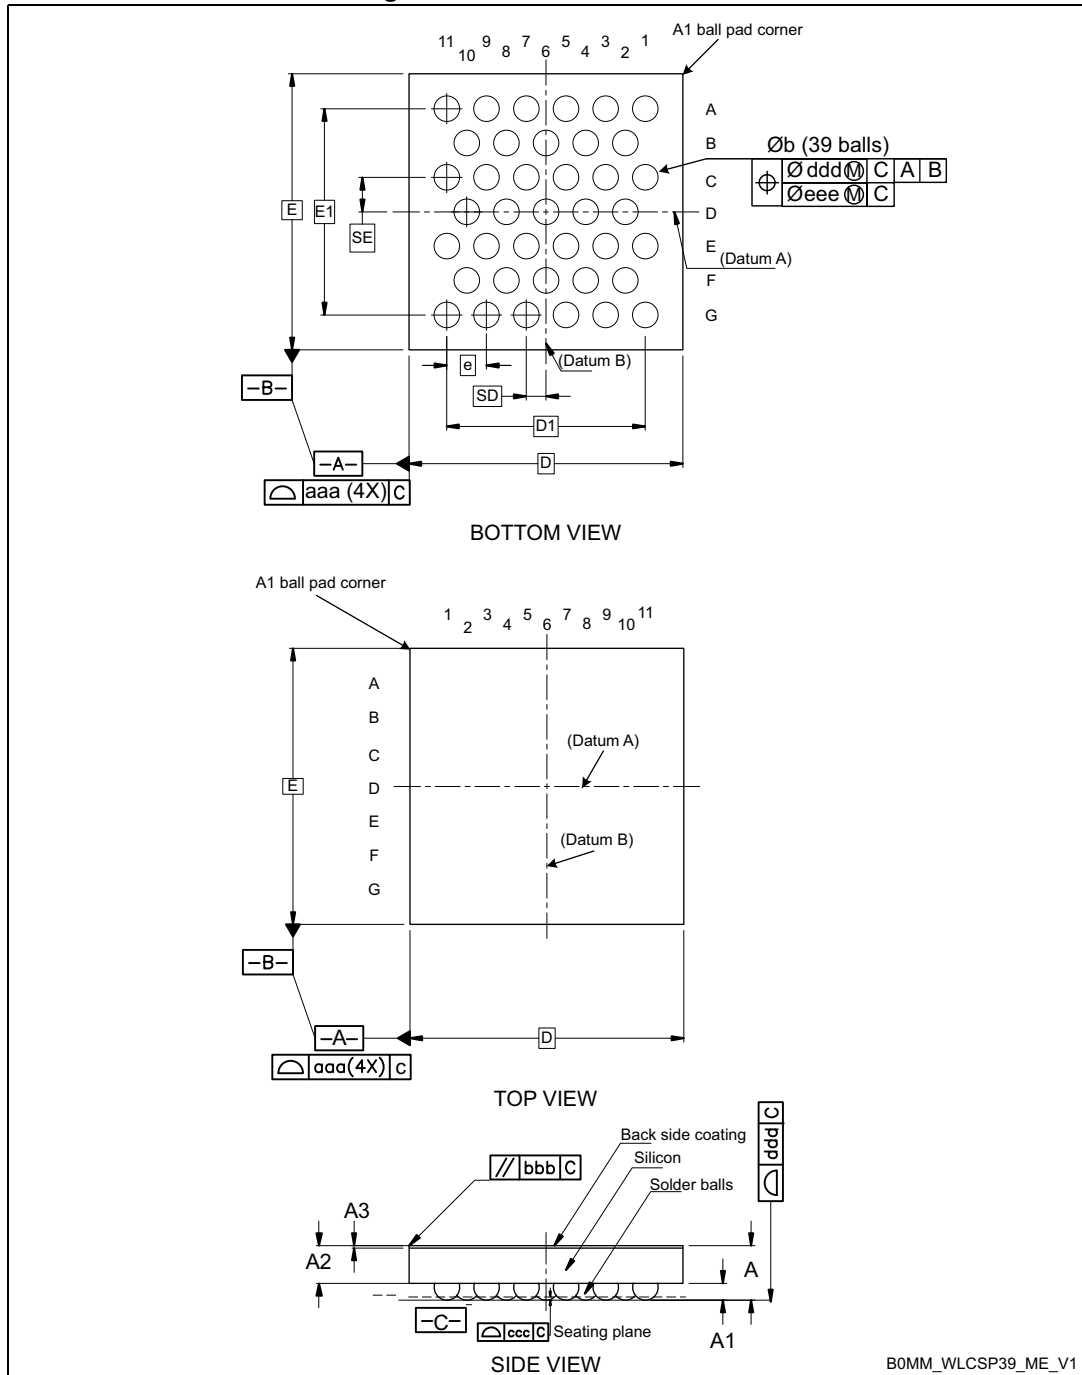 A1 ball pad corner
11 10 9 8 7 6 5 4 3 2 1
A
B
C
D
E
F
G
Øb (39 balls)
Ø ddd Ⓜ C A B
Ø eee Ⓜ C
E
E1
SE
(Datum A)
(Datum B)
e
SD
D1
D
–B–
–A–
aaa (4X) C
BOTTOM VIEW
A1 ball pad corner
1 2 3 4 5 6 7 8 9 10 11
A
B
C
D
E
F
G
E
(Datum A)
(Datum B)
–B–
–A–
D
aaa(4X) C
TOP VIEW
Back side coating
Silicon
Solder balls
// bbb C
ddd C
A3
A2
A
A1
–C–
ccc C
Seating plane
SIDE VIEW
B0MM_WLCSP39_ME_V1